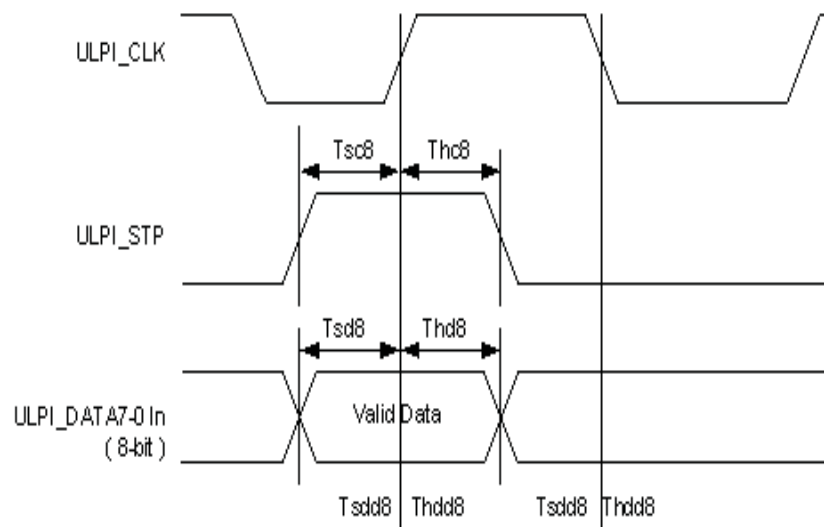 ULPI_CLK
Tsc8 Thc8
ULPI_STP
Tsd8 Thd8
ULPI_DATA7-0 In
( 8-bit )
Valid Data
Tsdd8 Thdd8 Tsdd8 Thdd8